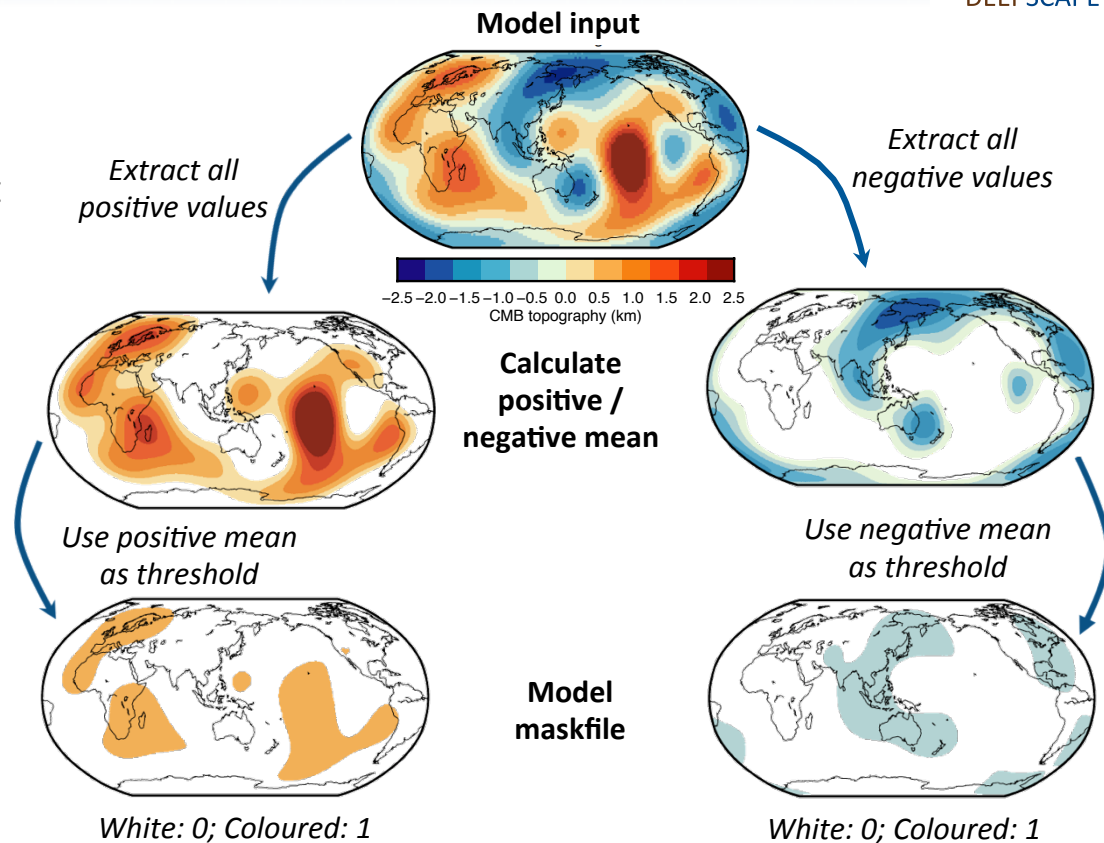 DEEPSCAPE
Model input
Extract all
positive values
Extract all
negative values
−2.5 −2.0 −1.5 −1.0 −0.5 0.0 0.5 1.0 1.5 2.0 2.5
CMB topography (km)
Calculate
positive /
negative mean
Use positive mean
as threshold
Use negative mean
as threshold
Model
maskfile
White: 0; Coloured: 1
White: 0; Coloured: 1